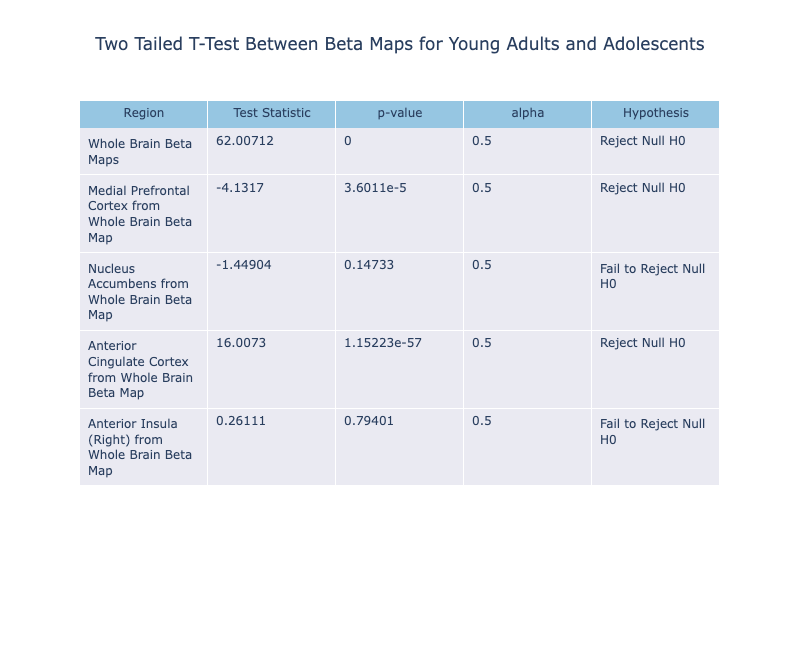 Two Tailed T-Test Between Beta Maps for Young Adults and Adolescents
Region Test Statistic p-value alpha Hypothesis
Whole Brain Beta 62.00712 0 0.5 Reject Null H0
Maps
Medial Prefrontal -4.1317 3.6011e-5 0.5 Reject Null H0
Cortex from
Whole Brain Beta
Map
Nucleus -1.44904 0.14733 0.5 Fail to Reject Null
Accumbens from H0
Whole Brain Beta
Map
Anterior 16.0073 1.15223e-57 0.5 Reject Null H0
Cingulate Cortex
from Whole Brain
Beta Map
Anterior Insula 0.26111 0.79401 0.5 Fail to Reject Null
(Right) from H0
Whole Brain Beta
Map